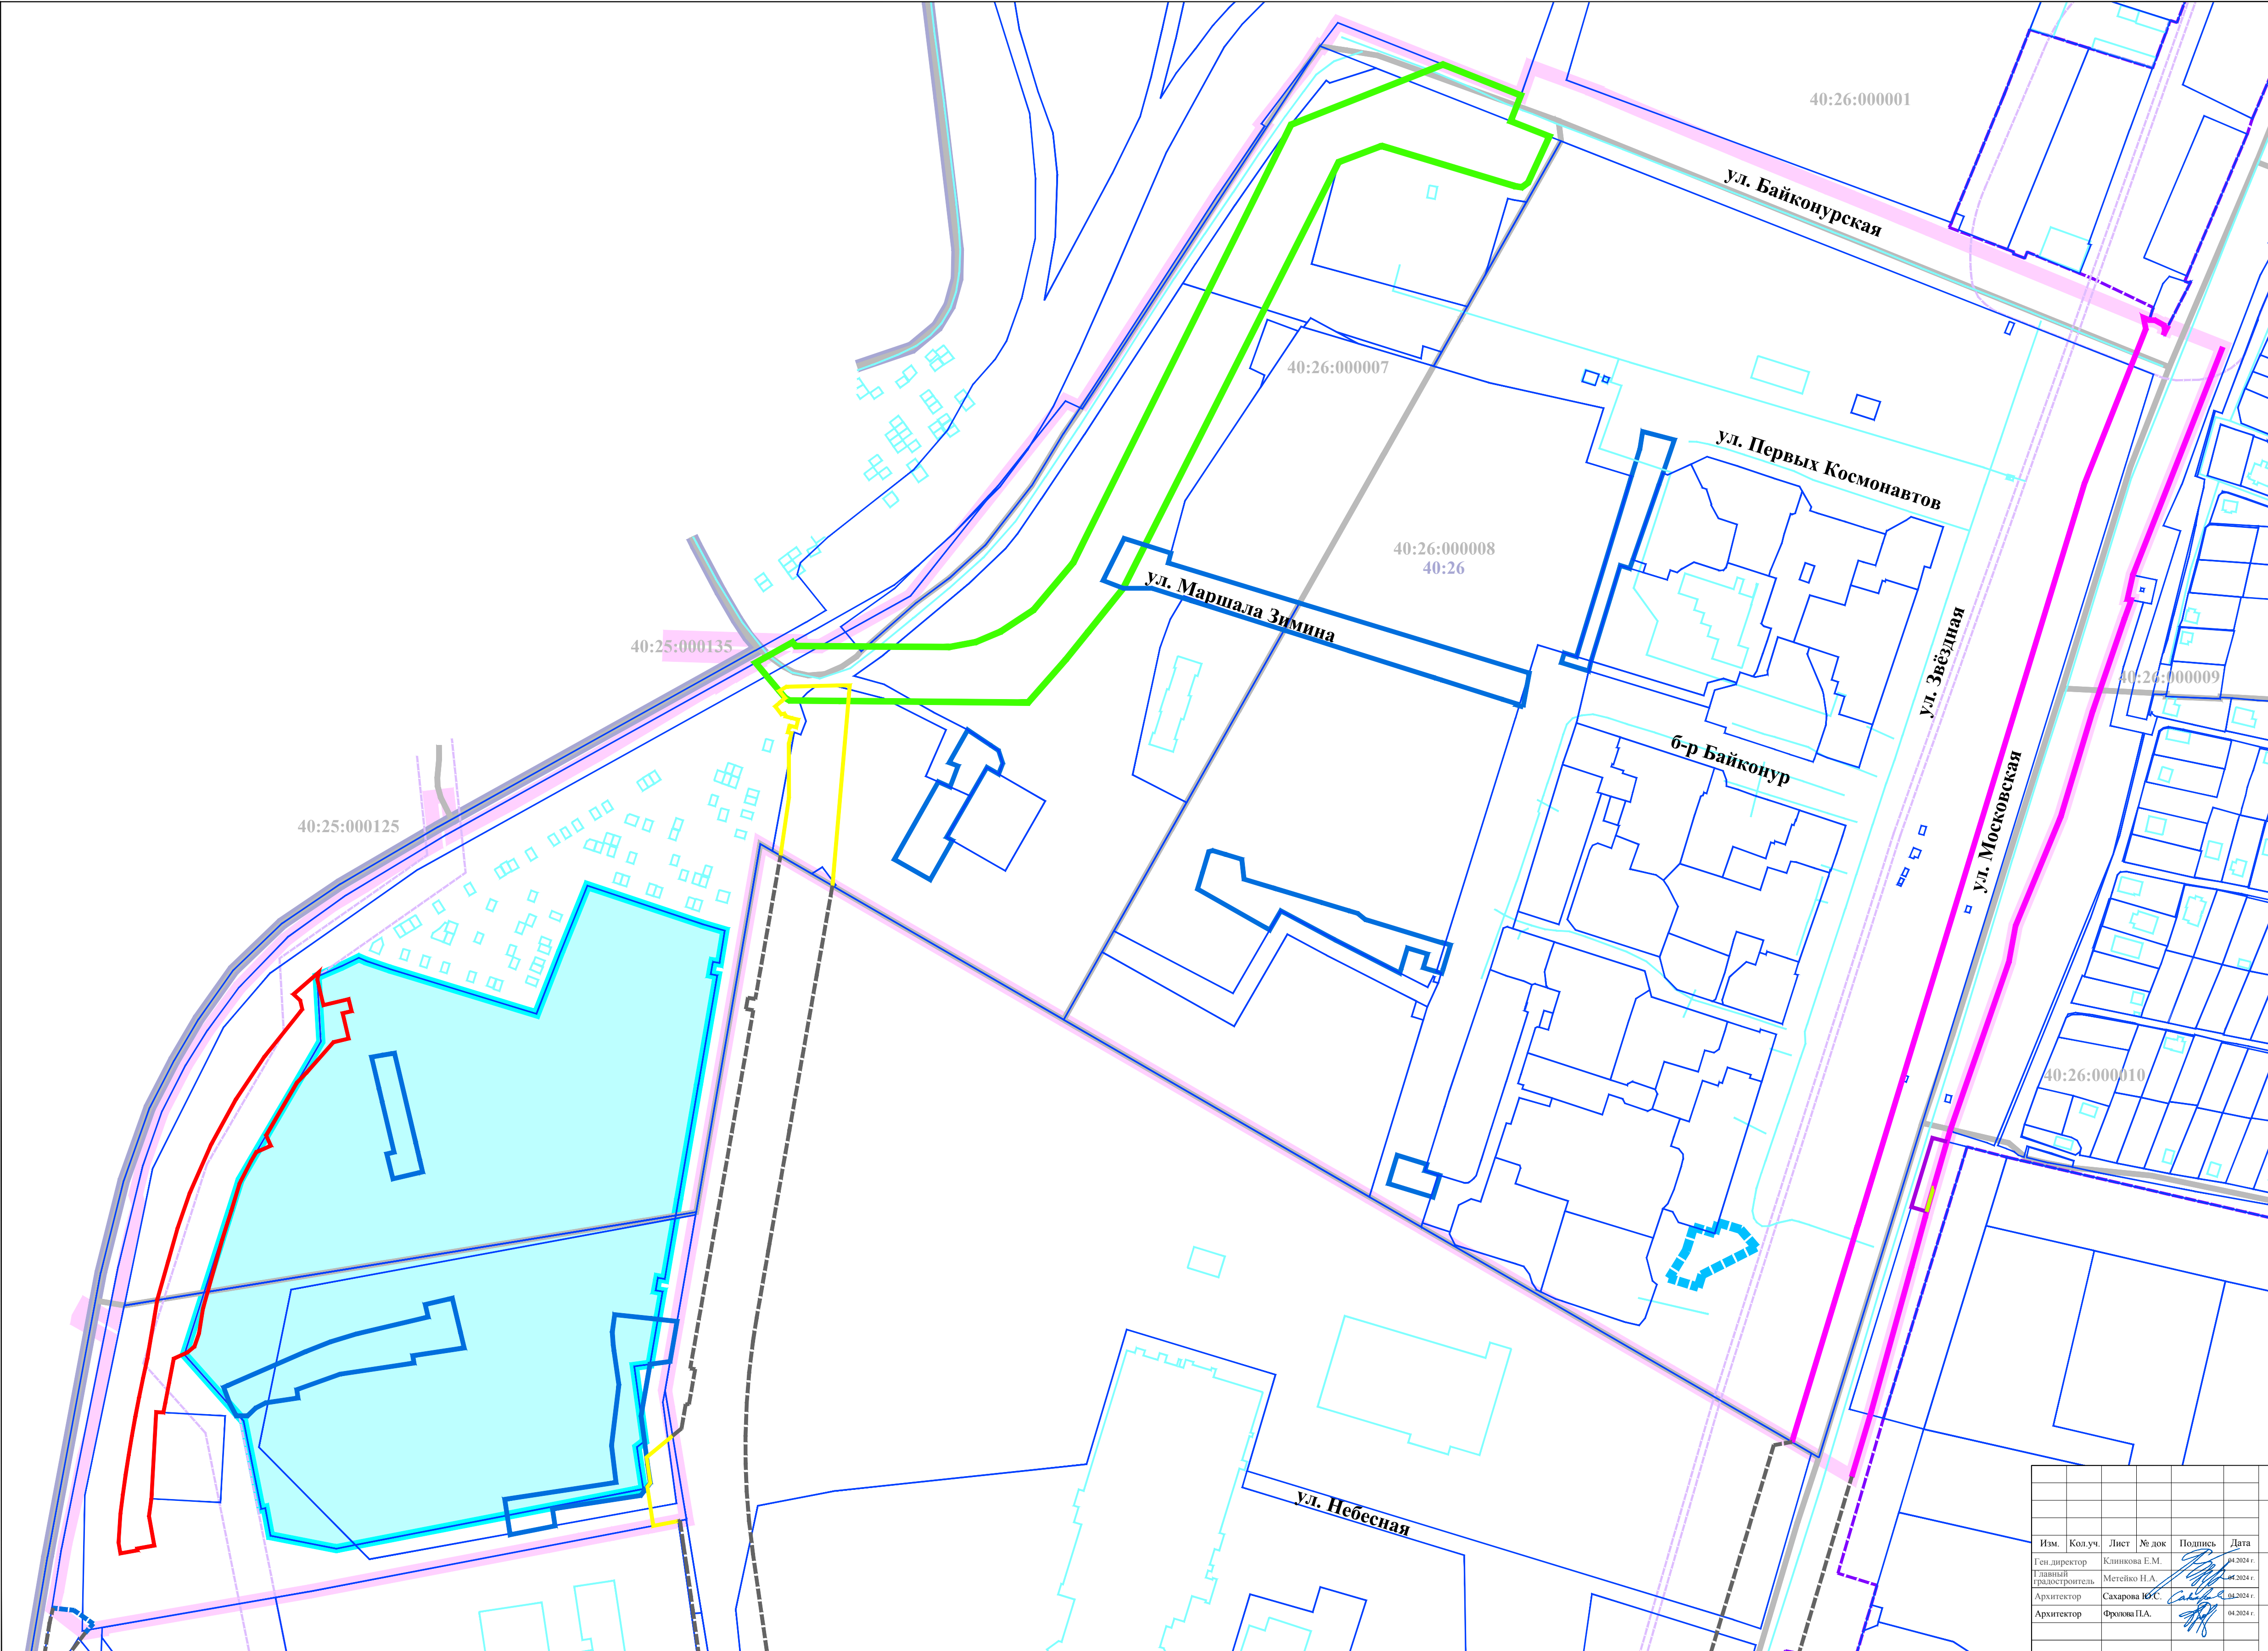 40:26:000001
ул. Байконурская
40:26:000007
ул. Первых Космонавтов
40:26:000008
40:26
ул. Маршала Зимина
40:25:000135
ул. Звёздная
40:26:000009
б-р Байконур
ул. Московская
40:25:000125
40:26:000010
ул. Небесная
Изм. Кол.уч. Лист № док Подпись Дата
Ген.директор Клинкова Е.М. 04.2024 г.
Главный градостроитель Метейко Н.А. 04.2024 г.
Архитектор Сахарова Ю.С. 04.2024 г.
Архитектор Фролова П.А. 04.2024 г.